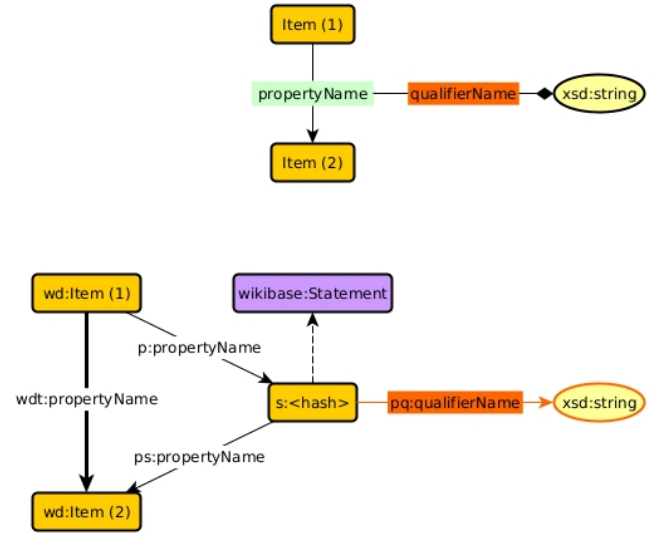 Item (1)
propertyName
qualifierName
xsd:string
Item (2)
wd:Item (1)
wikibase:Statement
p:propertyName
wdt:propertyName
s:<hash>
pq:qualifierName
xsd:string
ps:propertyName
wd:Item (2)